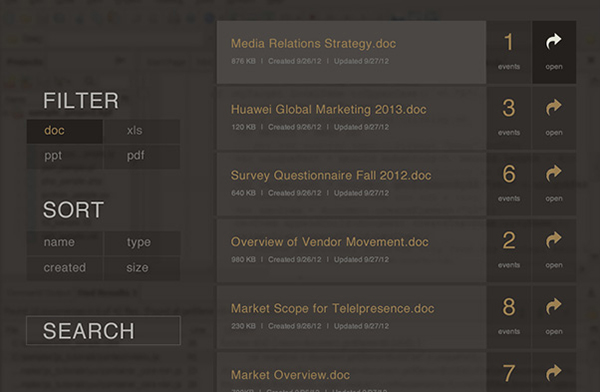 FILTER
doc
xls
ppt
pdf
SORT
name
type
created
size
SEARCH
Media Relations Strategy.doc
876 KB | Created 9/26/12 | Updated 9/27/12
1
events
open
Huawei Global Marketing 2013.doc
120 KB | Created 9/26/12 | Updated 9/27/12
3
events
open
Survey Questionnaire Fall 2012.doc
640 KB | Created 9/26/12 | Updated 9/27/12
6
events
open
Overview of Vendor Movement.doc
980 KB | Created 9/26/12 | Updated 9/27/12
2
events
open
Market Scope for Telelpresence.doc
230 KB | Created 9/26/12 | Updated 9/27/12
8
events
open
Market Overview.doc
7